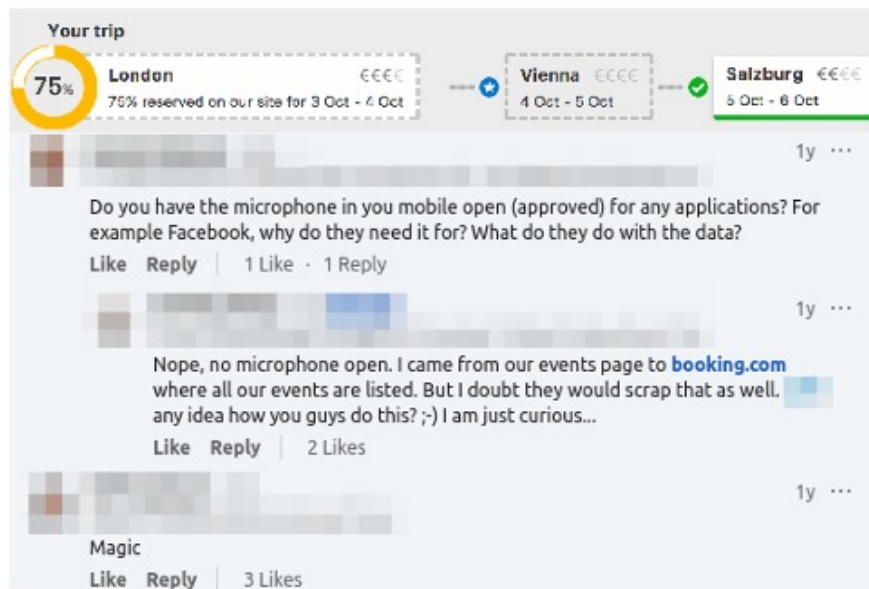 Your trip
75%
London €€€€
75% reserved on our site for 3 Oct - 4 Oct
Vienna €€€€
4 Oct - 5 Oct
Salzburg €€€€
5 Oct - 6 Oct
1y ...
Do you have the microphone in you mobile open (approved) for any applications? For
example Facebook, why do they need it for? What do they do with the data?
Like Reply | 1 Like · 1 Reply
1y ...
Nope, no microphone open. I came from our events page to booking.com
where all our events are listed. But I doubt they would scrap that as well.
any idea how you guys do this? ;-) I am just curious...
Like Reply | 2 Likes
1y ...
Magic
Like Reply | 3 Likes